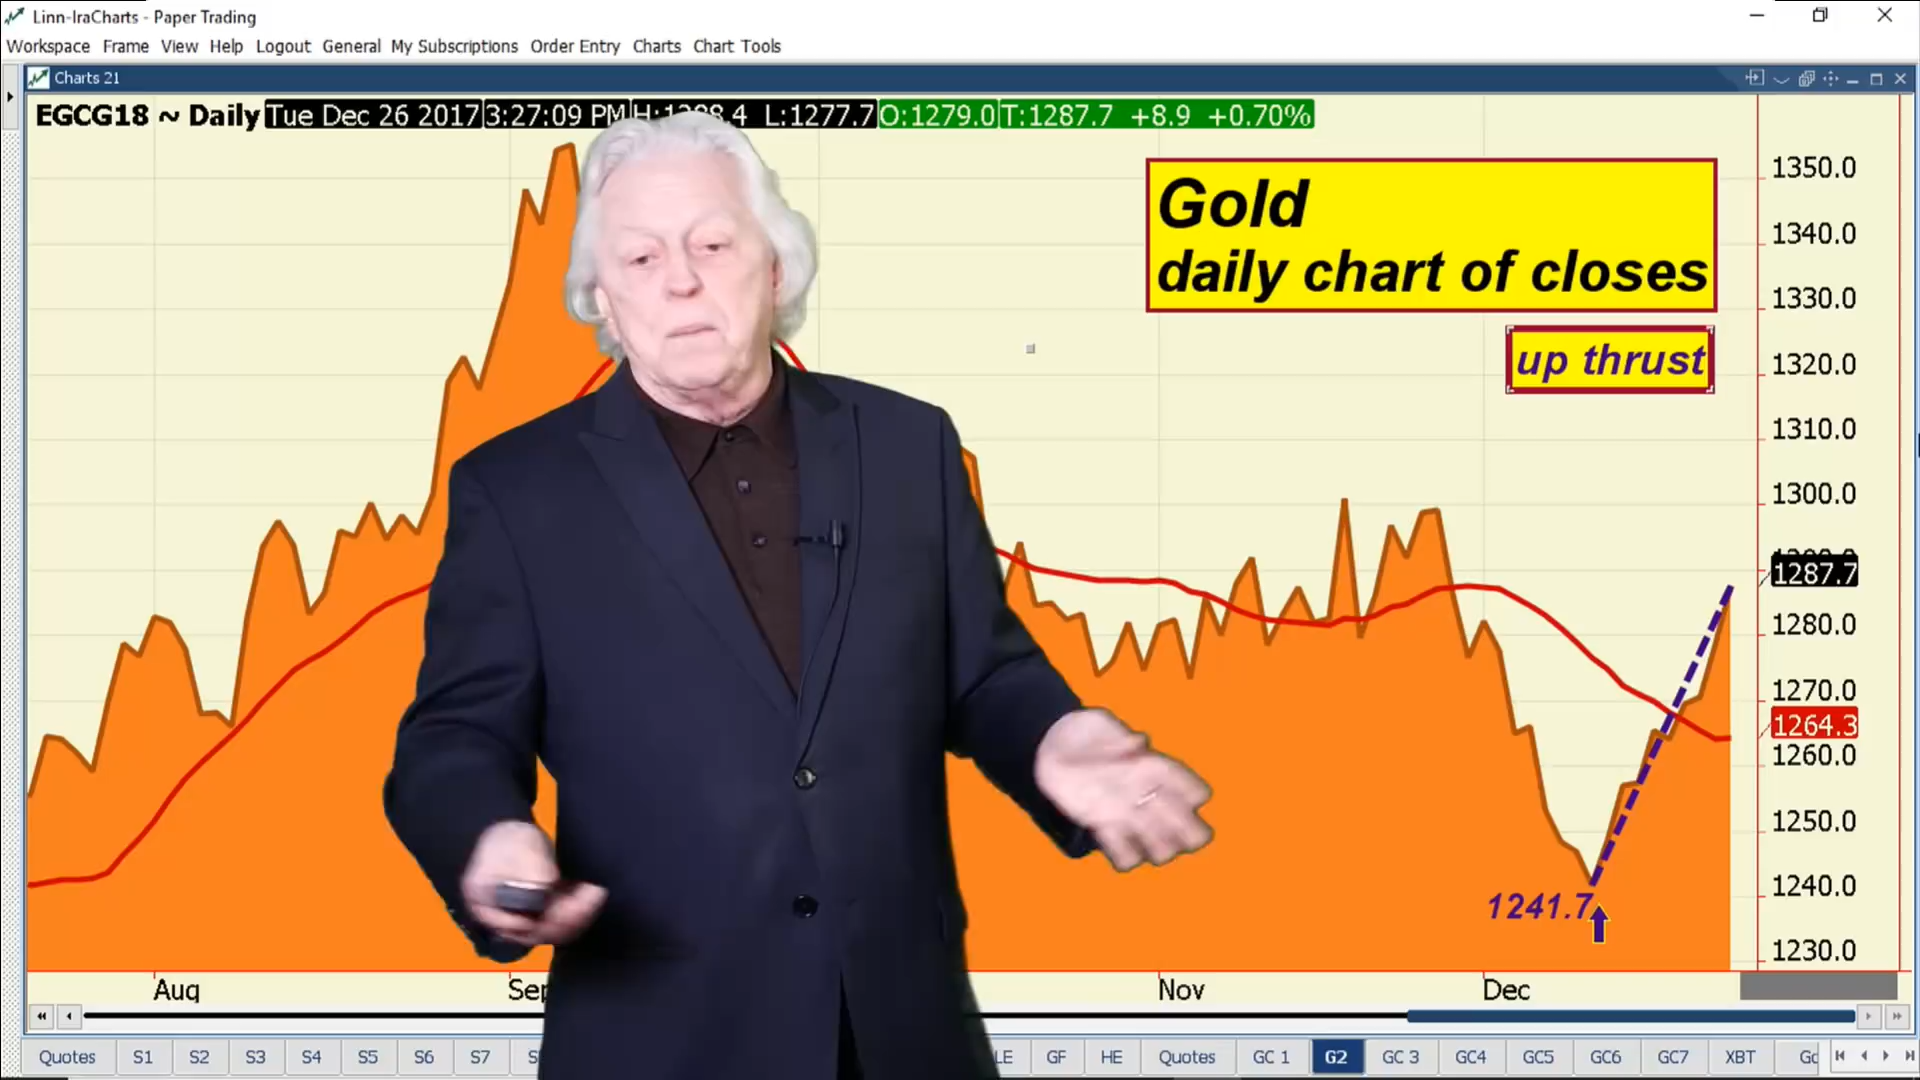 Linn-IraCharts - Paper Trading
Workspace Frame View Help Logout General My Subscriptions Order Entry Charts Chart Tools
Charts 21
EGCG18 ~ Daily Tue Dec 26 2017 3:27:09 PM L:1277.7 O:1279.0 T:1287.7 +8.9 +0.70%
Gold
daily chart of closes
up thrust
1350.0
1340.0
1330.0
1320.0
1310.0
1300.0
1287.7
1280.0
1270.0
1264.3
1260.0
1250.0
1240.0
1230.0
1241.7
Aug Sep Nov Dec
Quotes S1 S2 S3 S4 S5 S6 S7 LE GF HE Quotes GC 1 G2 GC 3 GC4 GC5 GC6 GC7 XBT